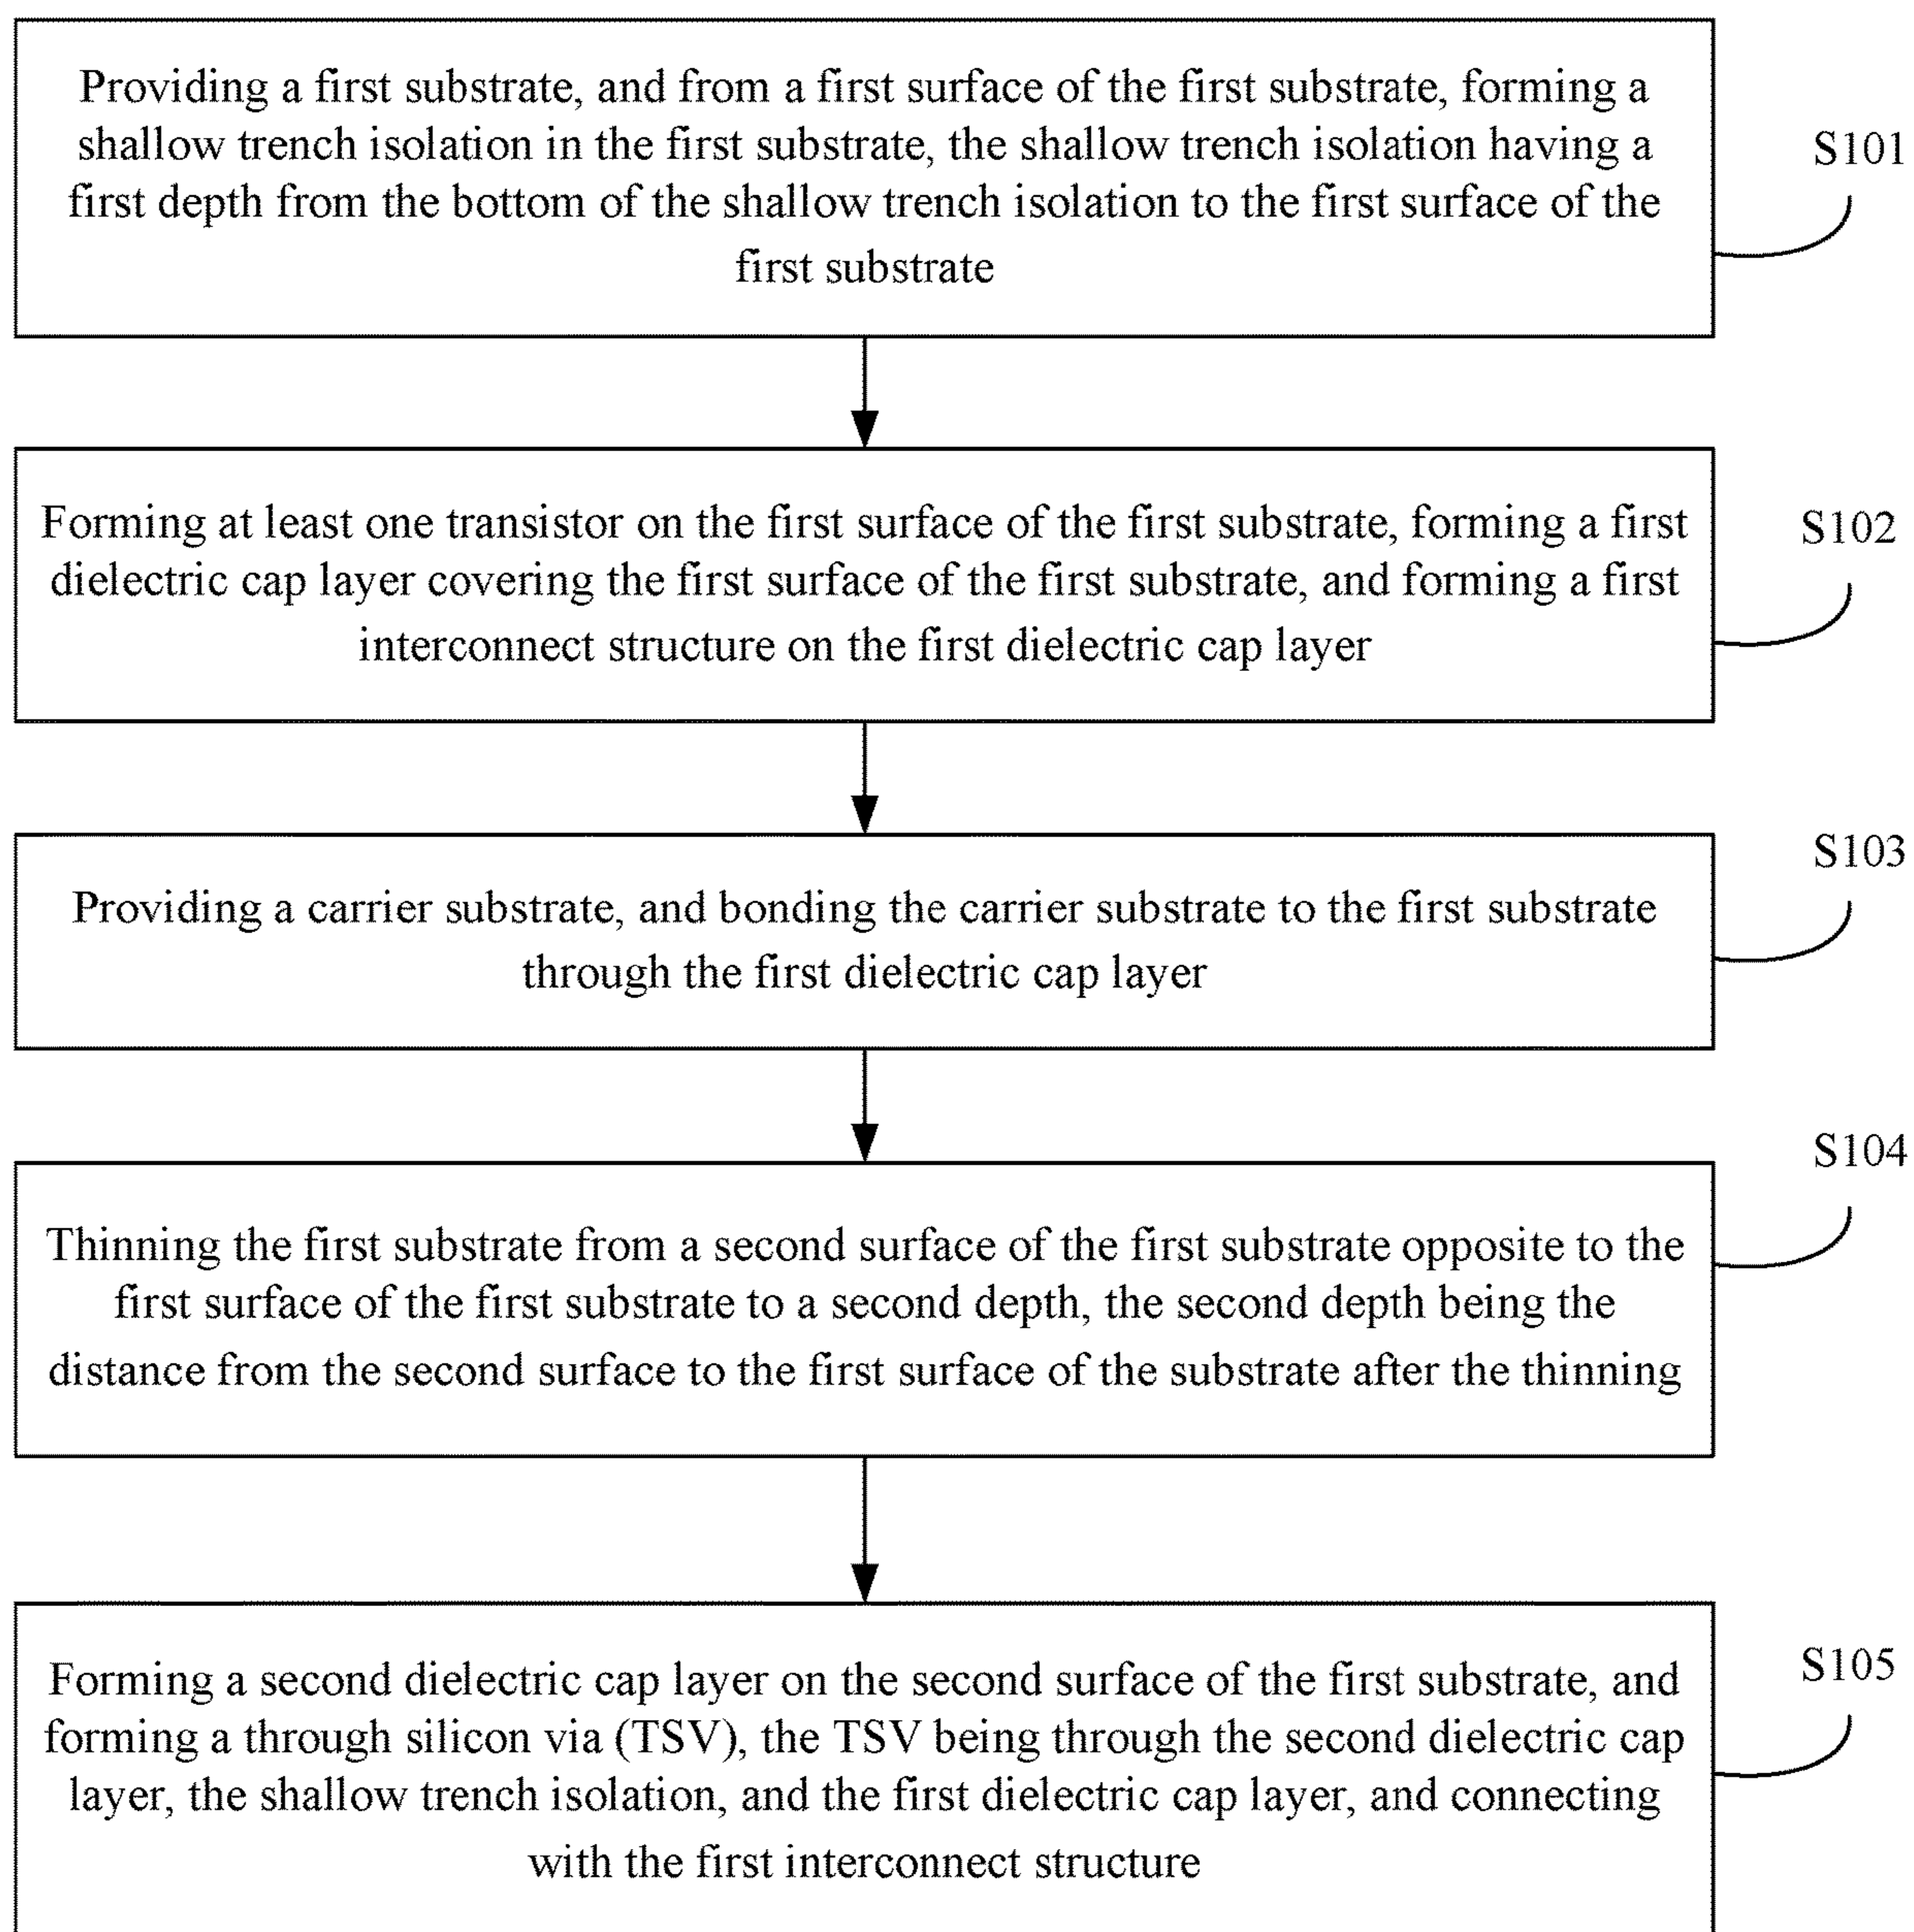 Providing a first substrate, and from a first surface of the first substrate, forming a
shallow trench isolation in the first substrate, the shallow trench isolation having a
first depth from the bottom of the shallow trench isolation to the first surface of the
first substrate
S101
Forming at least one transistor on the first surface of the first substrate, forming a first
dielectric cap layer covering the first surface of the first substrate, and forming a first
interconnect structure on the first dielectric cap layer
S102
Providing a carrier substrate, and bonding the carrier substrate to the first substrate
through the first dielectric cap layer
S103
Thinning the first substrate from a second surface of the first substrate opposite to the
first surface of the first substrate to a second depth, the second depth being the
distance from the second surface to the first surface of the substrate after the thinning
S104
Forming a second dielectric cap layer on the second surface of the first substrate, and
forming a through silicon via (TSV), the TSV being through the second dielectric cap
layer, the shallow trench isolation, and the first dielectric cap layer, and connecting
with the first interconnect structure
S105